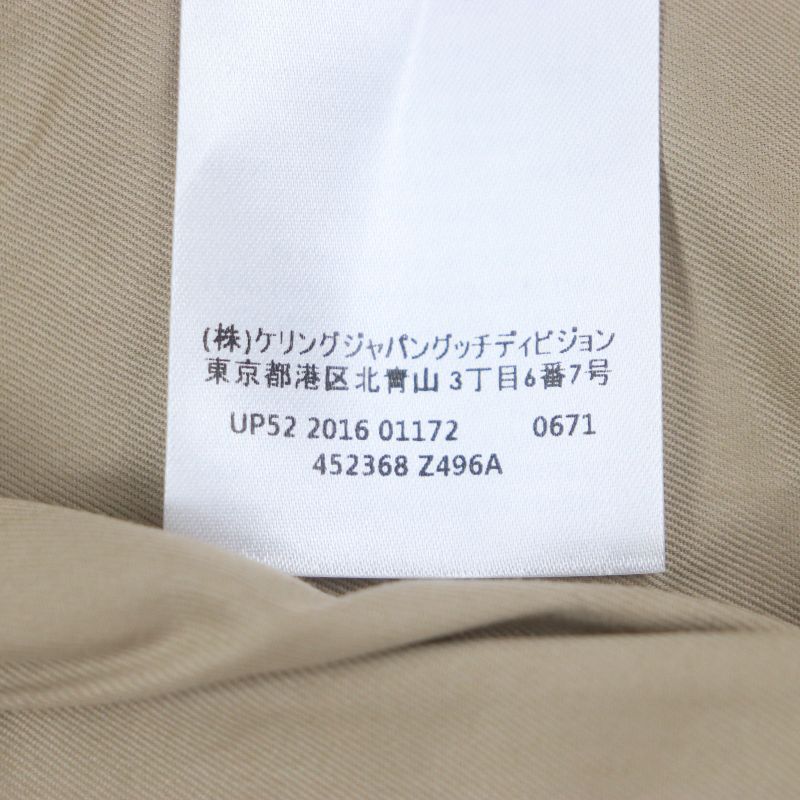 (株)ケリングジャパングッチディビジョン
東京都港区北青山3丁目6番7号
UP52 2016 01172 0671
452368 Z496A